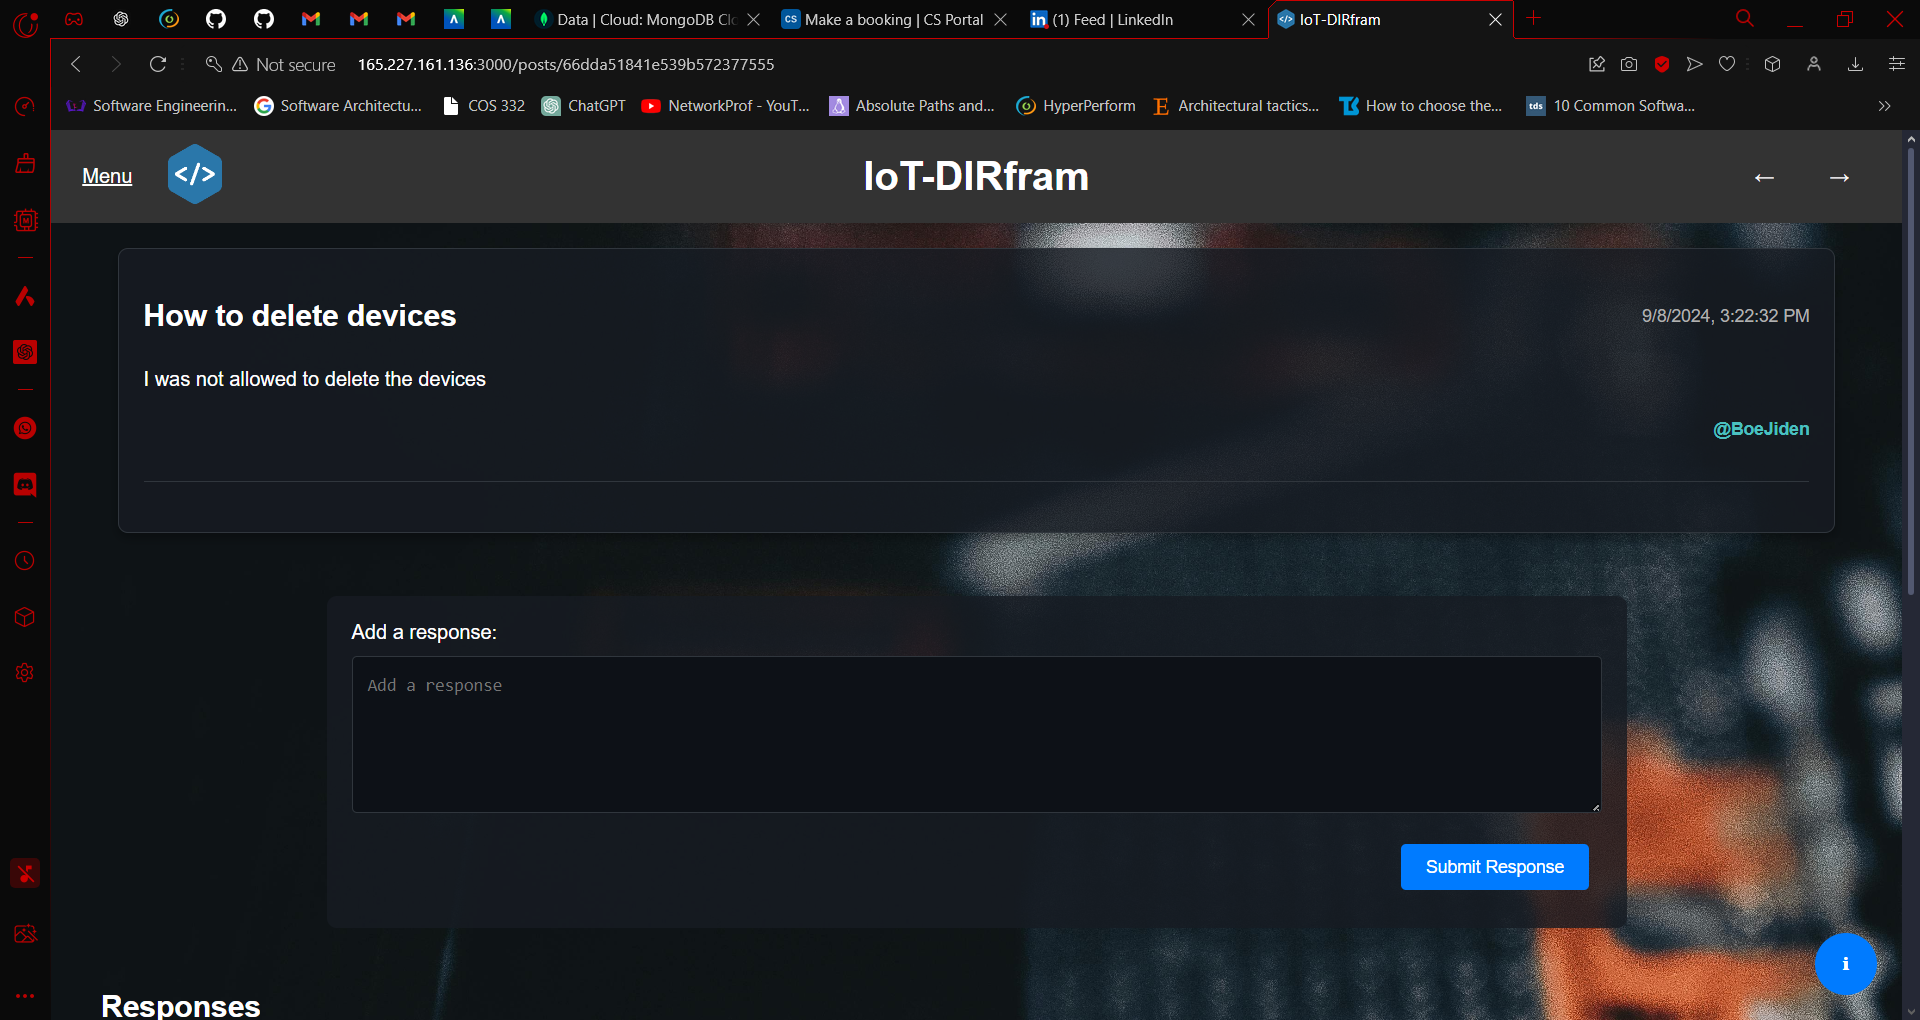 Data | Cloud: MongoDB Clo
Make a booking | CS Portal
(1) Feed | LinkedIn
IoT-DIRfram
Not secure
165.227.161.136:3000/posts/66dda51841e539b572377555
Software Engineerin...
Software Architectu...
COS 332
ChatGPT
NetworkProf - YouT...
Absolute Paths and...
HyperPerform
Architectural tactics...
How to choose the...
tds
10 Common Softwa...
Menu
</>
IoT-DIRfram
← →
How to delete devices
9/8/2024, 3:22:32 PM
I was not allowed to delete the devices
@BoeJiden
Add a response:
Add a response
Submit Response
i
Responses